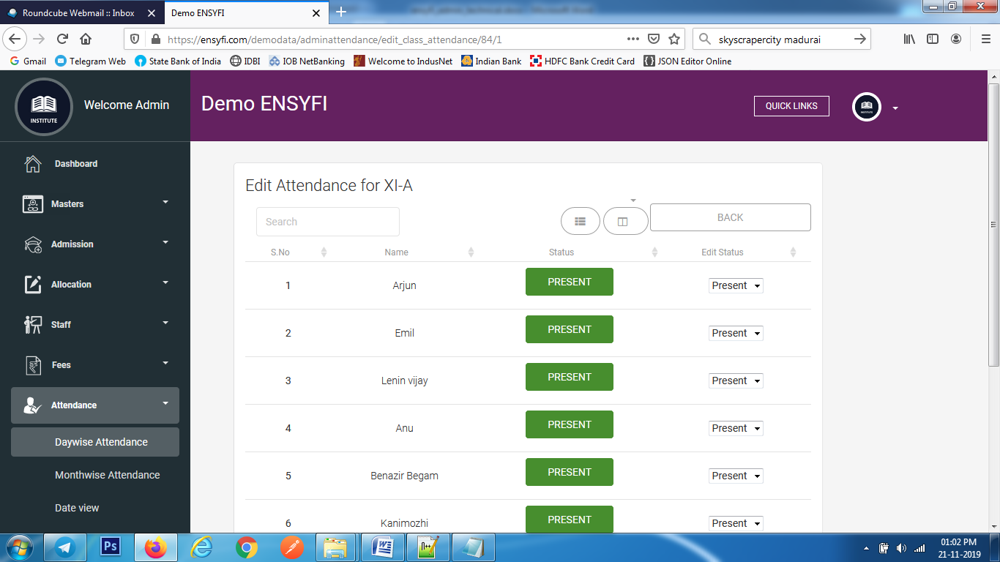 Roundcube Webmail :: Inbox
Demo ENSYFI
https://ensyfi.com/demodata/adminattendance/edit_class_attendance/84/1
skyscrapercity madurai
Gmail
Telegram Web
State Bank of India
IDBI
IOB NetBanking
Welcome to IndusNet
Indian Bank
HDFC Bank Credit Card
JSON Editor Online
INSTITUTE
Welcome Admin
Demo ENSYFI
QUICK LINKS
Dashboard
Masters
Admission
Allocation
Staff
Fees
Attendance
Daywise Attendance
Monthwise Attendance
Date view
Edit Attendance for XI-A
Search
BACK
S.No Name Status Edit Status
1 Arjun PRESENT Present
2 Emil PRESENT Present
3 Lenin vijay PRESENT Present
4 Anu PRESENT Present
5 Benazir Begam PRESENT Present
6 Kanimozhi PRESENT Present
Ps
01:02 PM
21-11-2019